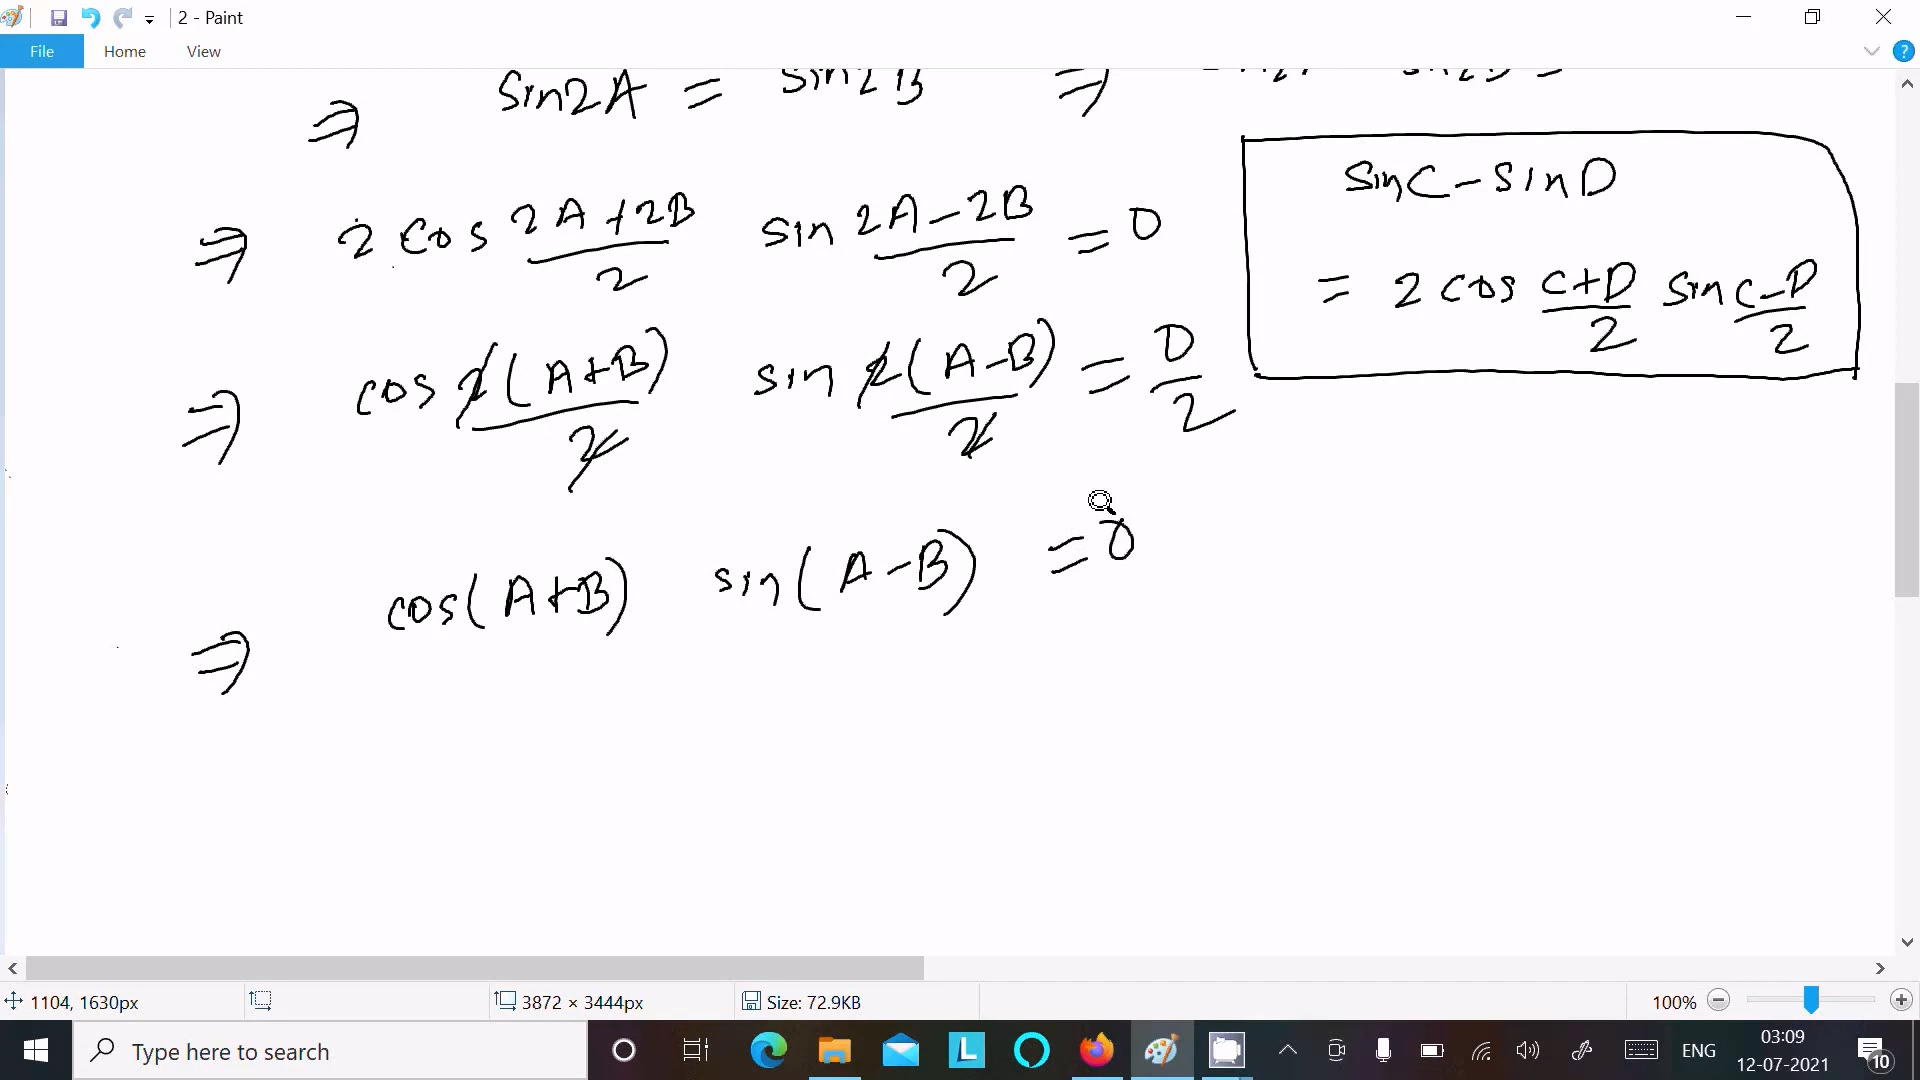 2 - Paint
File Home View
⇒ sin2A = sin2B ⇒
sinC - sinD
⇒ 2 cos (2A+2B)/2 sin (2A-2B)/2 = 0
= 2 cos (C+D)/2 sin (C-D)/2
⇒ cos 2(A+B)/2 sin 2(A-B)/2 = 0/2
⇒ cos(A+B) sin(A-B) = 0
1104, 1630px 3872 × 3444px Size: 72.9KB 100%
Type here to search L ENG 03:09
12-07-2021 10